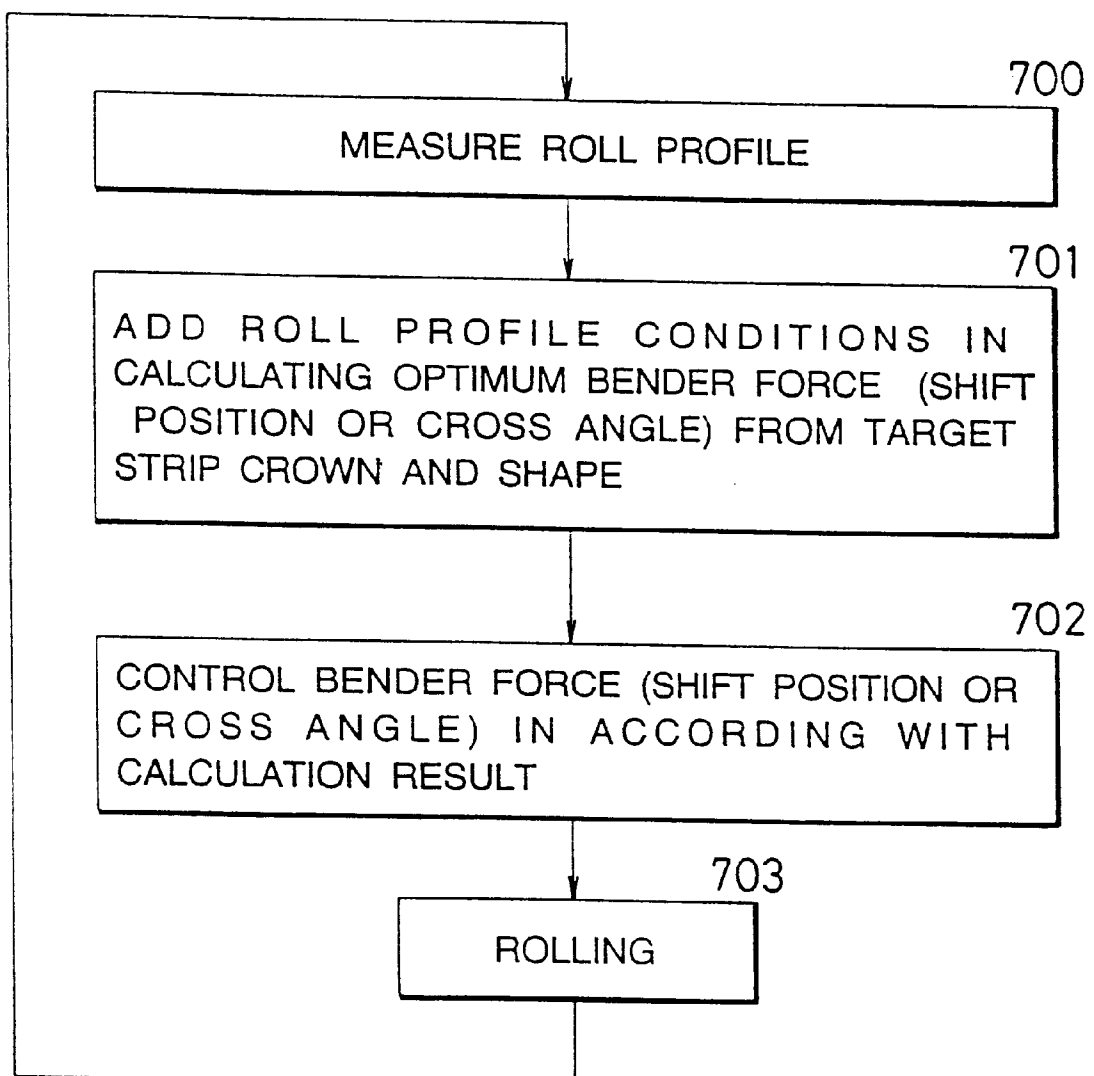 700
MEASURE ROLL PROFILE
701
ADD ROLL PROFILE CONDITIONS IN
CALCULATING OPTIMUM BENDER FORCE (SHIFT
POSITION OR CROSS ANGLE) FROM TARGET
STRIP CROWN AND SHAPE
702
CONTROL BENDER FORCE (SHIFT POSITION OR
CROSS ANGLE) IN ACCORDING WITH
CALCULATION RESULT
703
ROLLING